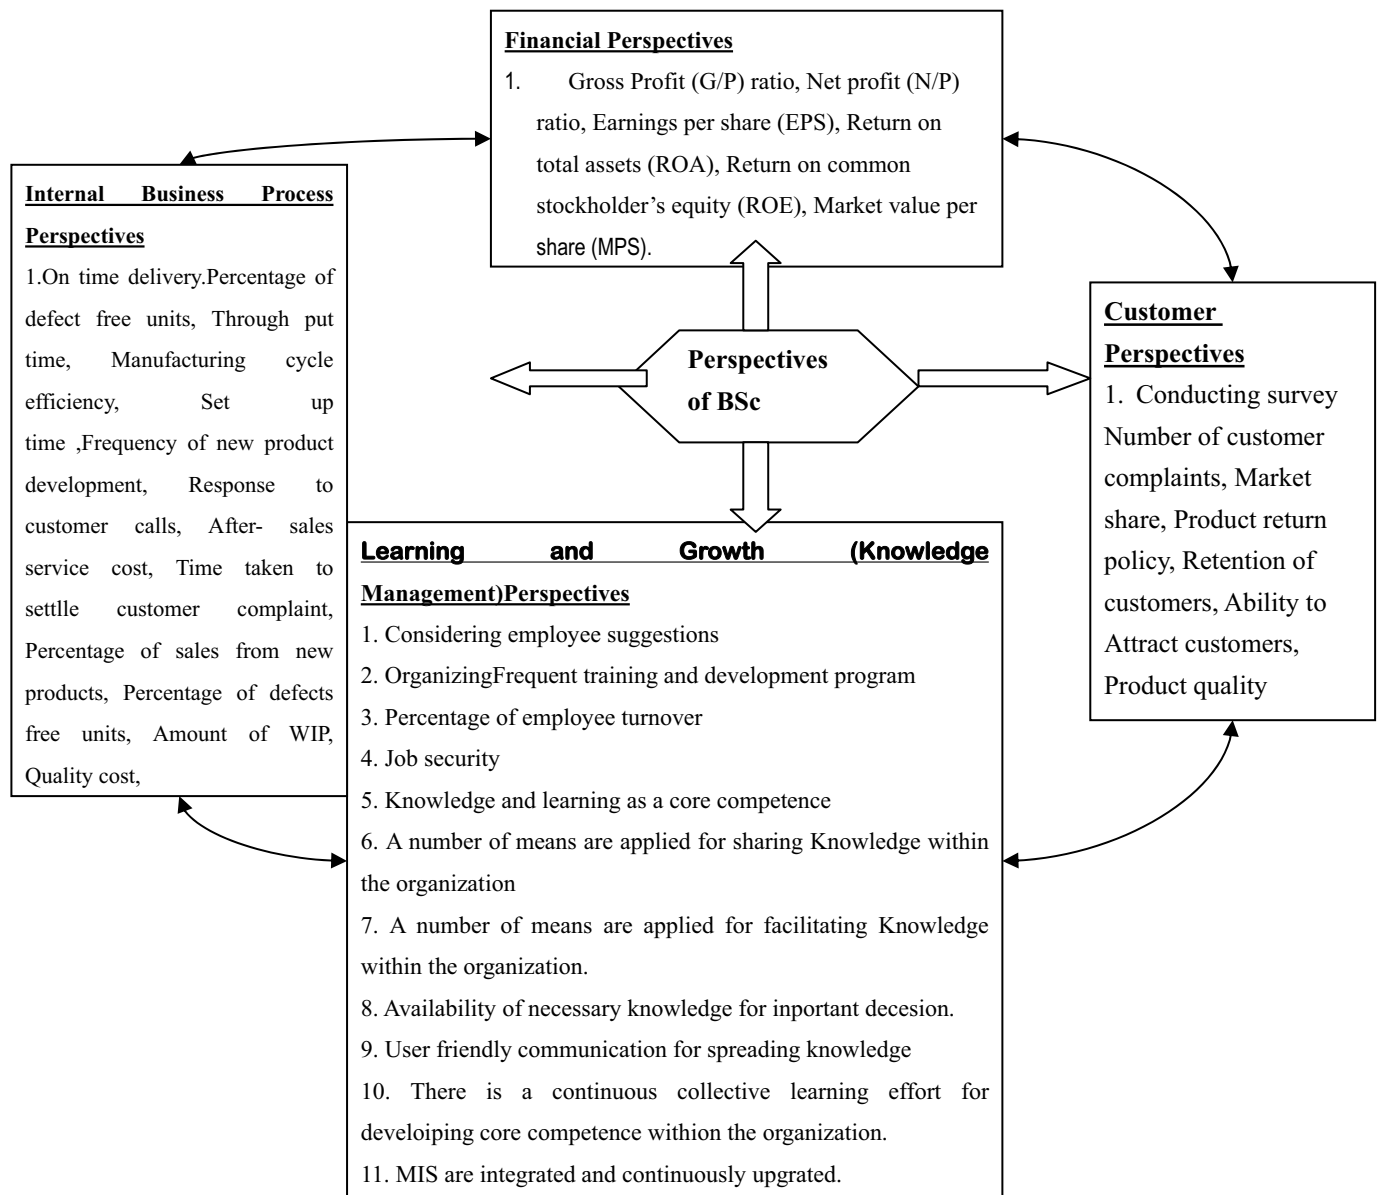 Financial Perspectives
1. Gross Profit (G/P) ratio, Net profit (N/P)
ratio, Earnings per share (EPS), Return on
total assets (ROA), Return on common
stockholder’s equity (ROE), Market value per
share (MPS).
Internal Business Process
Perspectives
1.On time delivery.Percentage of
defect free units, Through put
time, Manufacturing cycle
efficiency, Set up
time ,Frequency of new product
development, Response to
customer calls, After- sales
service cost, Time taken to
settlle customer complaint,
Percentage of sales from new
products, Percentage of defects
free units, Amount of WIP,
Quality cost,
Perspectives
of BSc
Customer
Perspectives
1. Conducting survey
Number of customer
complaints, Market
share, Product return
policy, Retention of
customers, Ability to
Attract customers,
Product quality
Learning and Growth (Knowledge
Management)Perspectives
1. Considering employee suggestions
2. OrganizingFrequent training and development program
3. Percentage of employee turnover
4. Job security
5. Knowledge and learning as a core competence
6. A number of means are applied for sharing Knowledge within
the organization
7. A number of means are applied for facilitating Knowledge
within the organization.
8. Availability of necessary knowledge for inportant decesion.
9. User friendly communication for spreading knowledge
10. There is a continuous collective learning effort for
develoiping core competence withion the organization.
11. MIS are integrated and continuously upgrated.